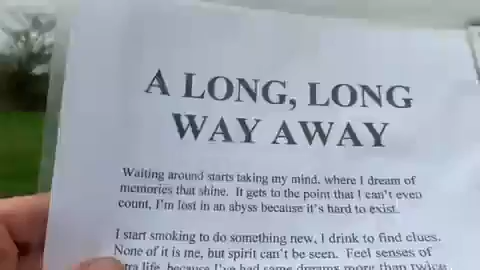 A LONG, LONG
WAY AWAY
Waiting around starts taking my mind, where I dream of
memories that shine. It gets to the point that I can't even
count, I'm lost in an abyss because it's hard to exist.
I start smoking to do something new, I drink to find clues.
None of it is me, but spirit can't be seen. Feel senses of
life, because I've had same dreams more than twice.